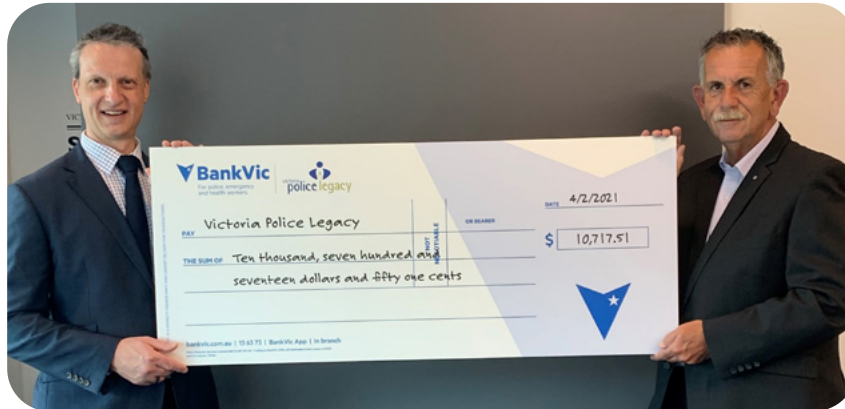 VIC
BankVic
For police, emergency
and health workers.
victoria
police legacy
DATE 4/2/2021
PAY Victoria Police Legacy
NOT NEGOTIABLE
OR BEARER
$ 10,717.51
THE SUM OF Ten thousand, seven hundred and
seventeen dollars and fifty one cents
bankvic.com.au | 13 63 73 | BankVic App | In branch